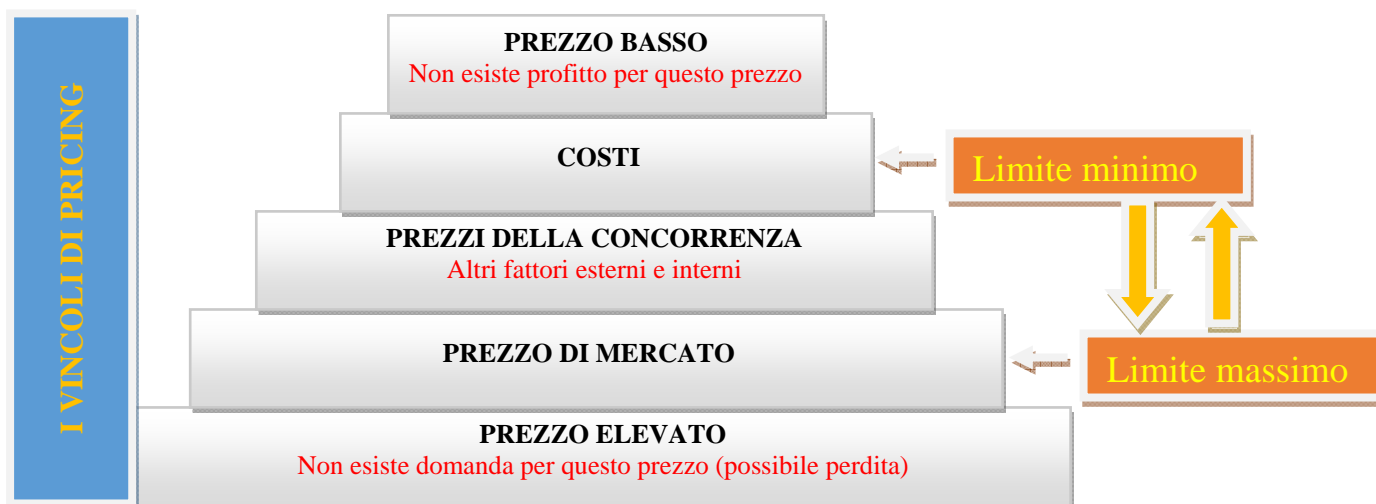 I VINCOLI DI PRICING
PREZZO BASSO
Non esiste profitto per questo prezzo
COSTI
Limite minimo
PREZZI DELLA CONCORRENZA
Altri fattori esterni e interni
PREZZO DI MERCATO
Limite massimo
PREZZO ELEVATO
Non esiste domanda per questo prezzo (possibile perdita)